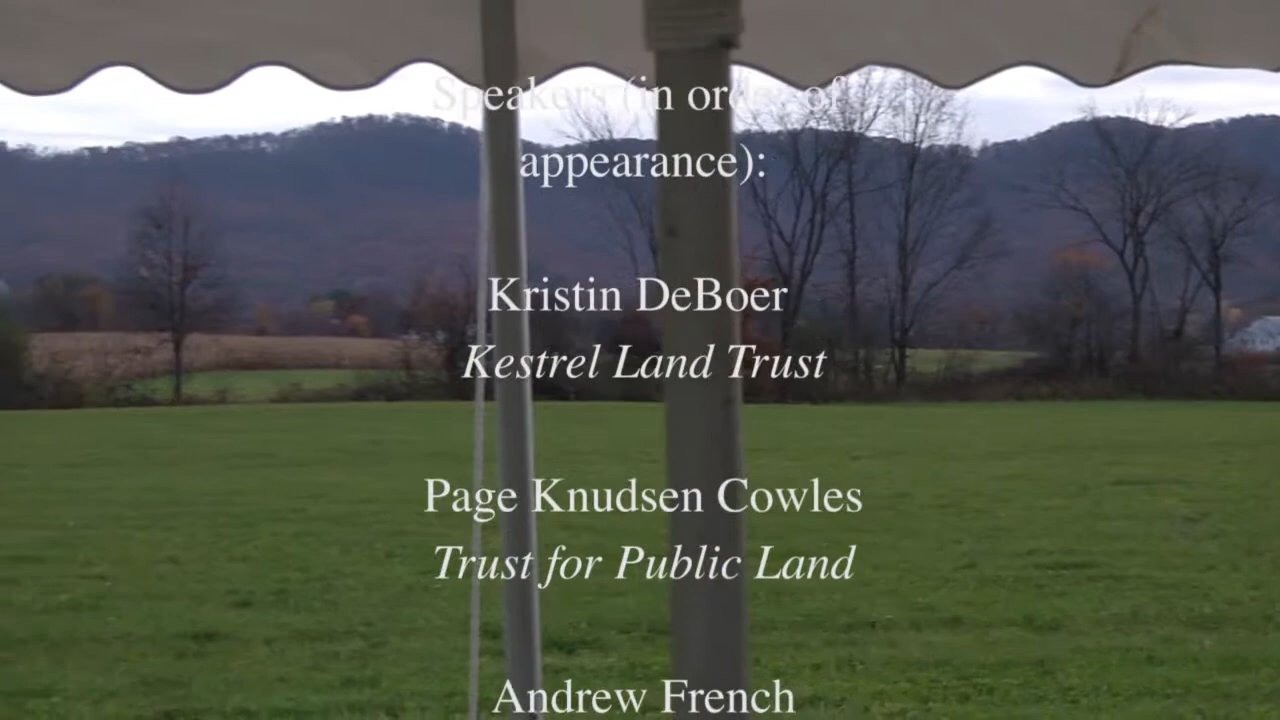 Speakers (in order of
appearance):
Kristin DeBoer
Kestrel Land Trust
Page Knudsen Cowles
Trust for Public Land
Andrew French